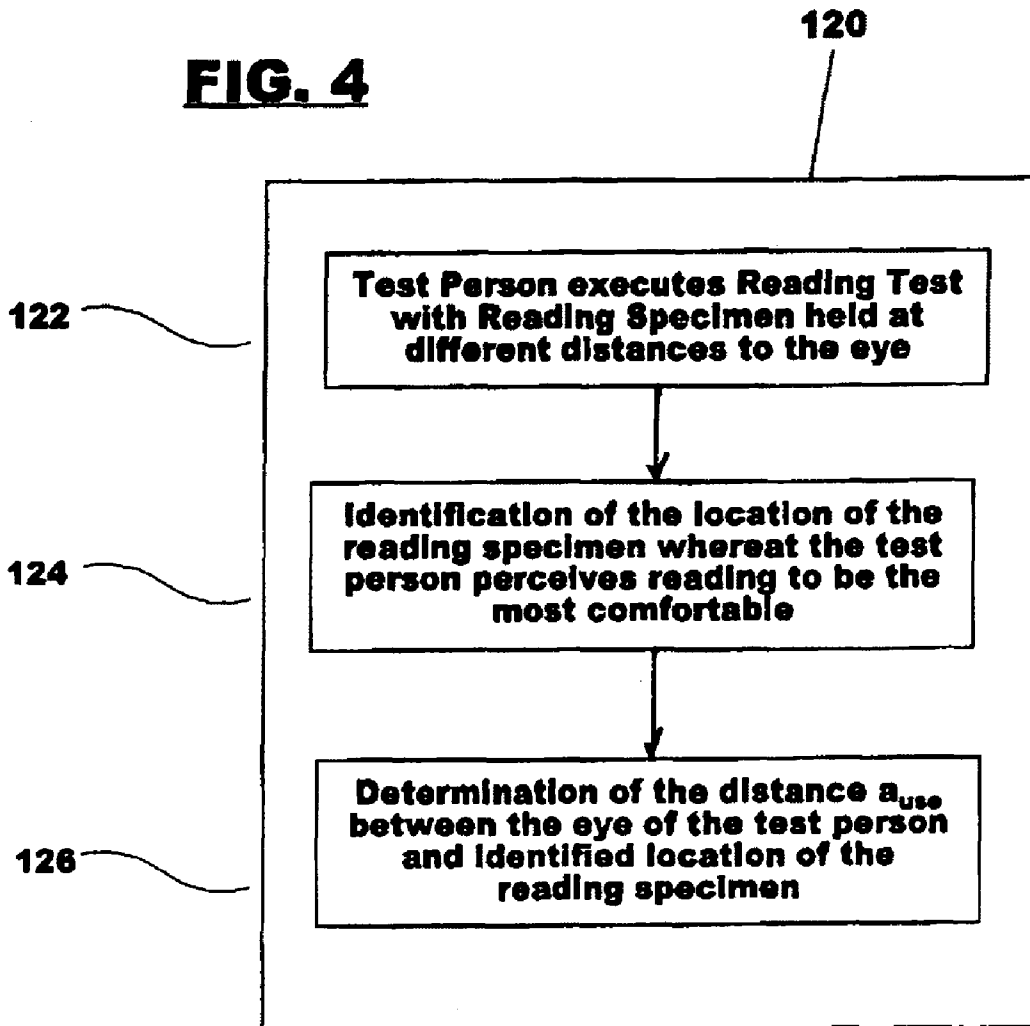 120
FIG. 4
Test Person executes Reading Test
with Reading Specimen held at
different distances to the eye
122
Identification of the location of the
reading specimen whereat the test
person perceives reading to be the
most comfortable
124
Determination of the distance a_use
between the eye of the test person
and identified location of the
reading specimen
126